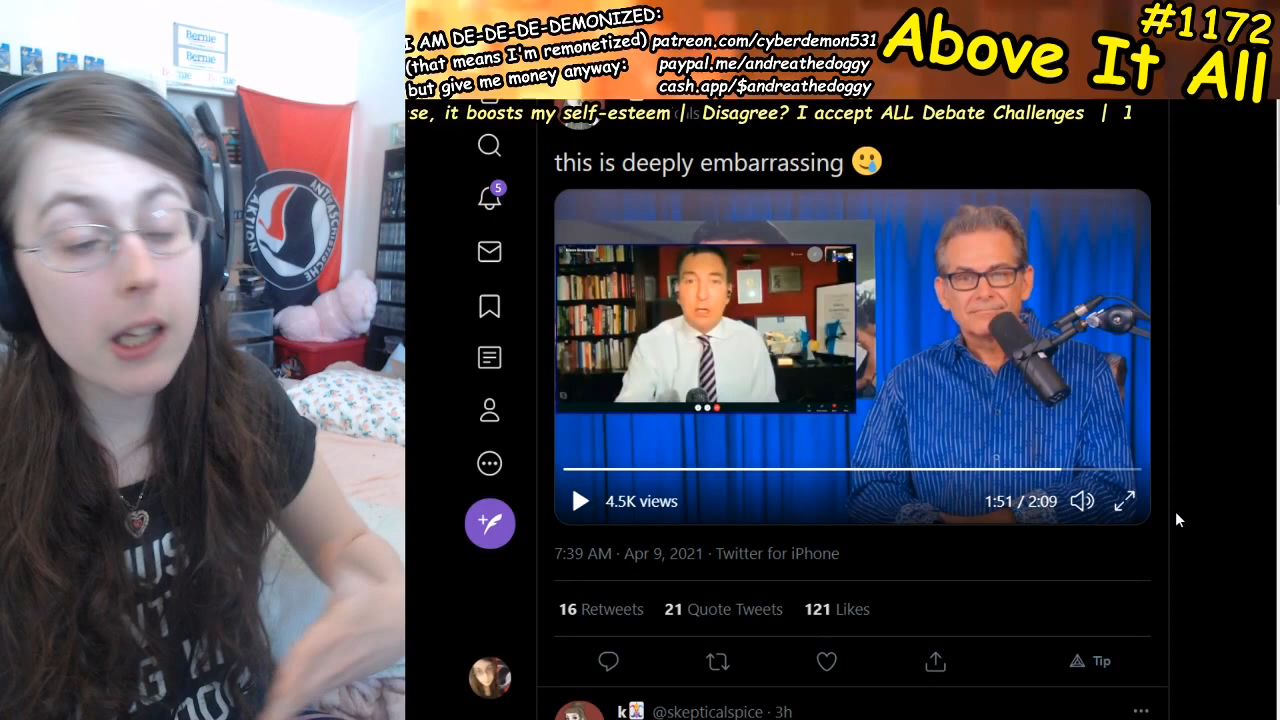 Bernie
Bernie
I AM DE-DE-DE-DEMONIZED:
(that means I'm remonetized)
but give me money anyway:
patreon.com/cyberdemon531
paypal.me/andreathedoggy
cash.app/$andreathedoggy
Above It All
#1172
se, it boosts my self-esteem | Disagree? I accept ALL Debate Challenges | 1
ANTIFASCHISTISCHE
AKTION
5
this is deeply embarrassing 🥲
4.5K views
1:51 / 2:09
7:39 AM · Apr 9, 2021 · Twitter for iPhone
16 Retweets 21 Quote Tweets 121 Likes
Tip
k @skepticalspice · 3h